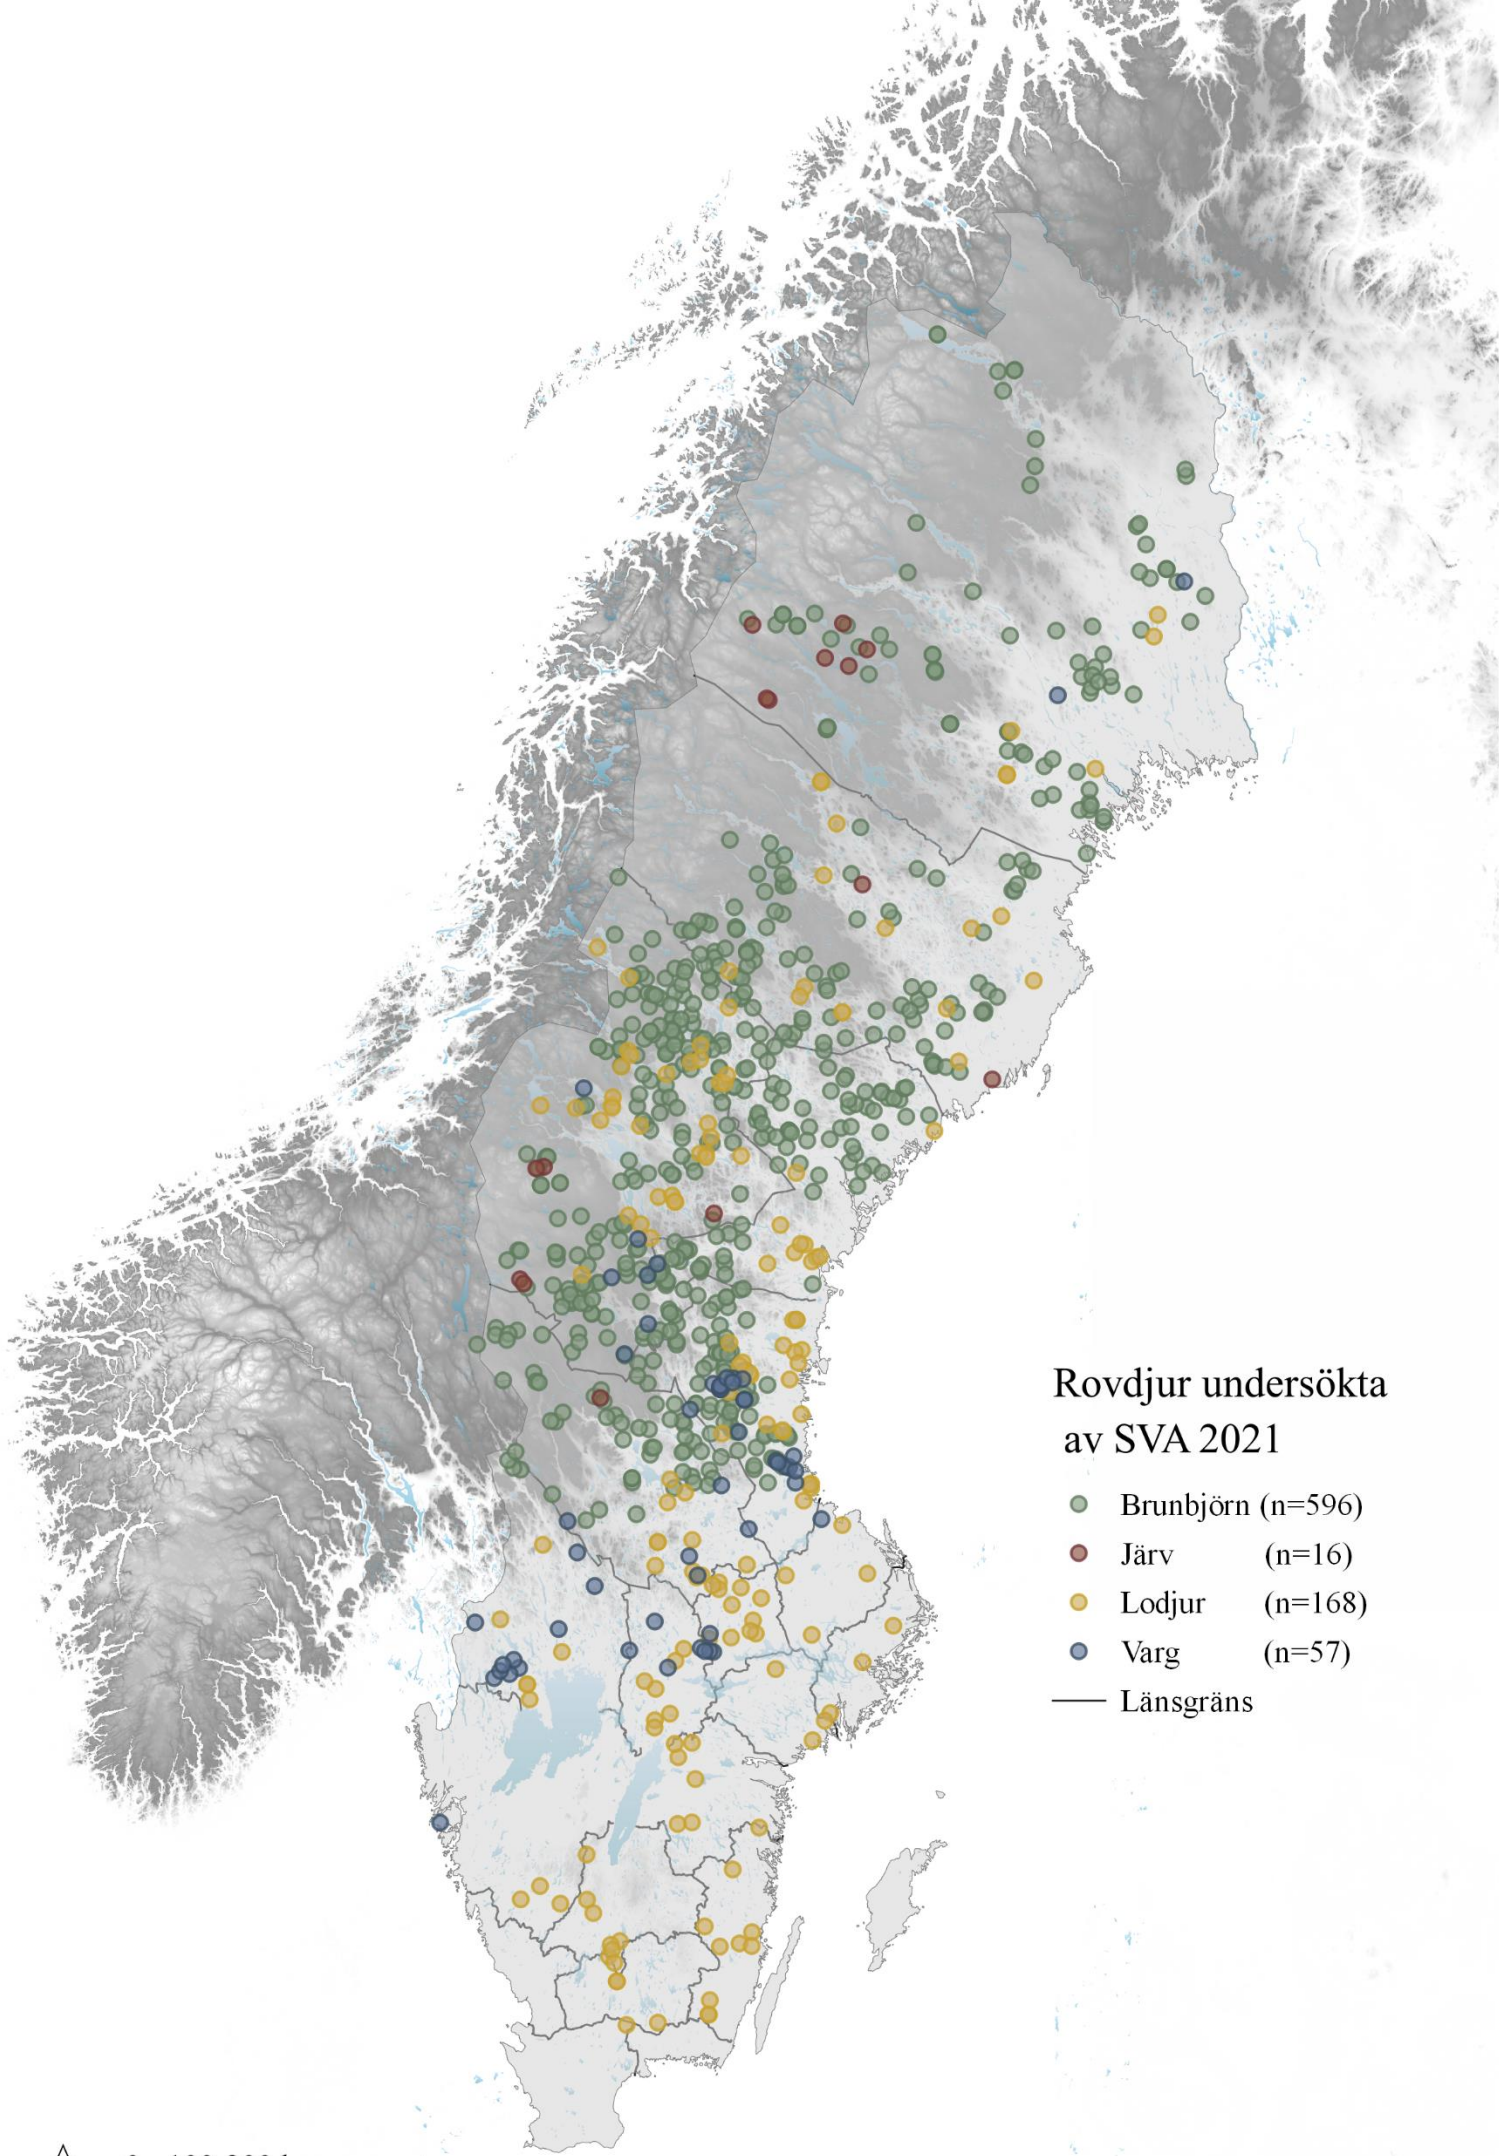 Rovdjur undersökta
av SVA 2021
Brunbjörn (n=596)
Järv (n=16)
Lodjur (n=168)
Varg (n=57)
Länsgräns